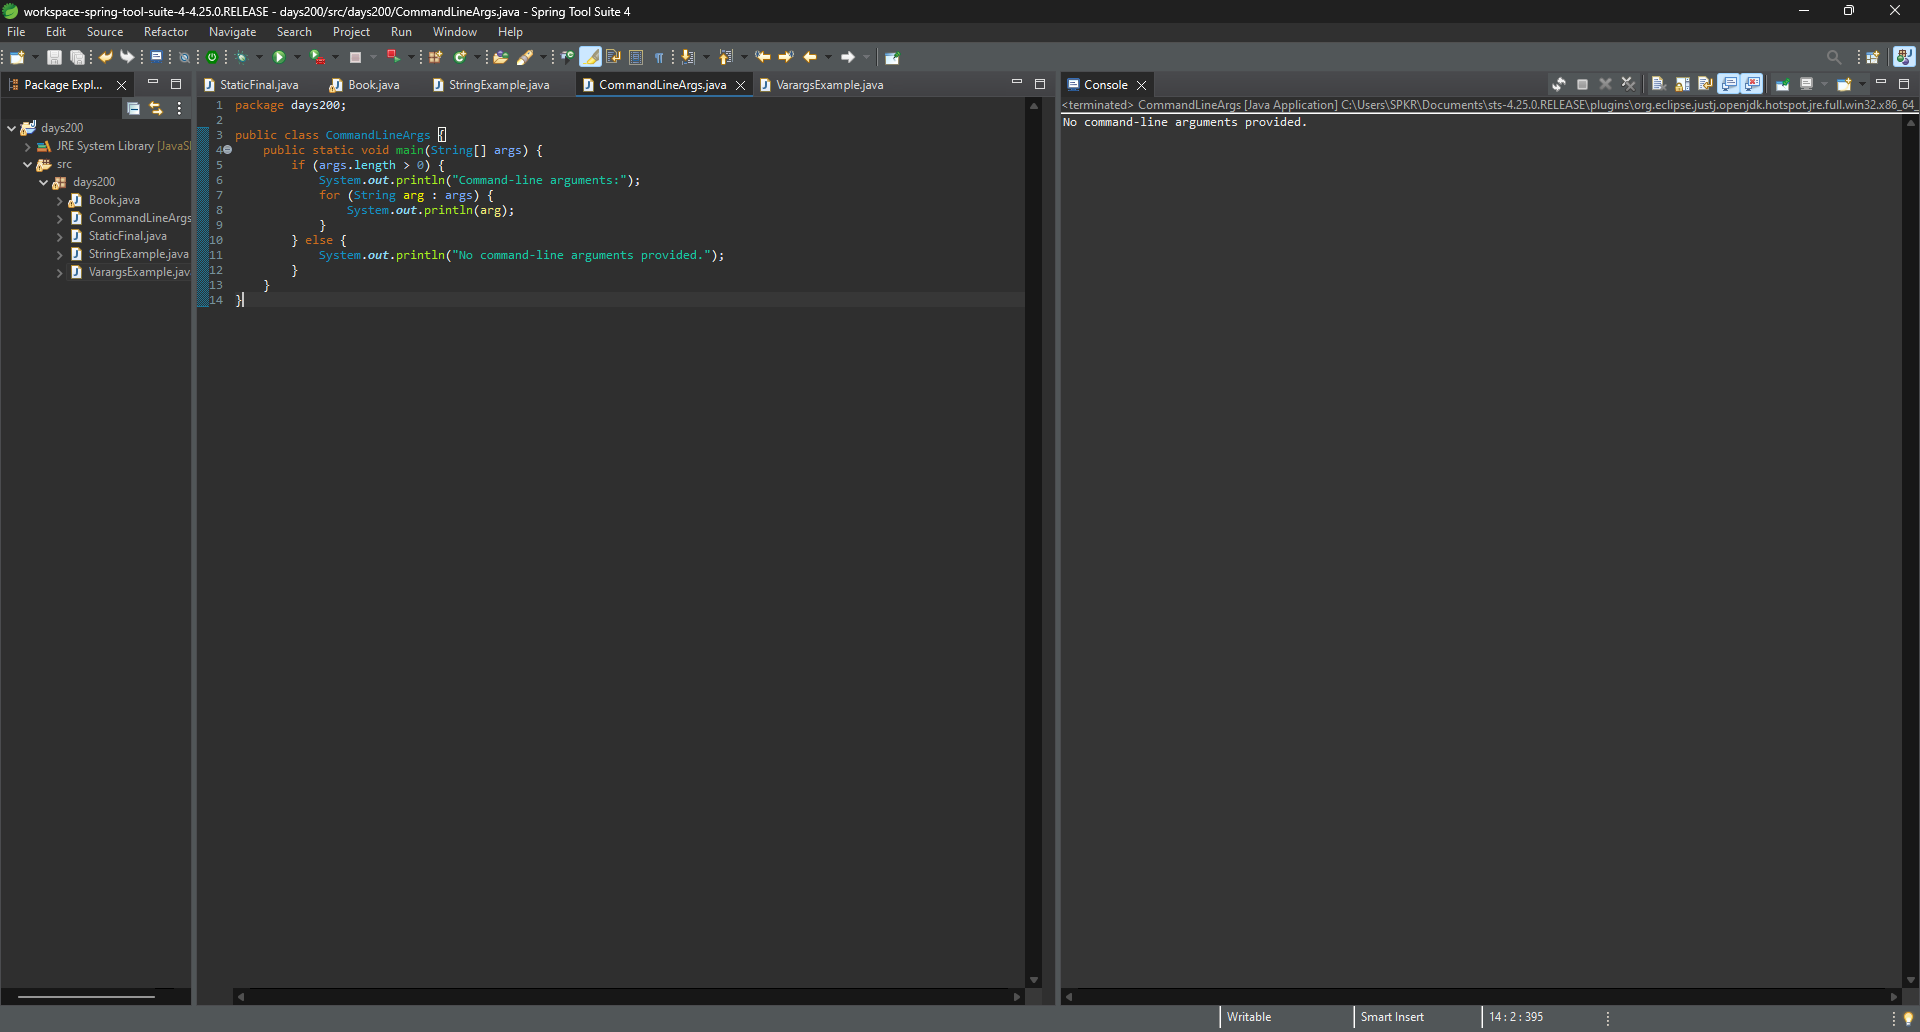 workspace-spring-tool-suite-4-4.25.0.RELEASE - days200/src/days200/CommandLineArgs.java - Spring Tool Suite 4
File Edit Source Refactor Navigate Search Project Run Window Help
Package Expl...
days200
JRE System Library [JavaS
src
days200
Book.java
CommandLineArgs
StaticFinal.java
StringExample.java
VarargsExample.jav
StaticFinal.java Book.java StringExample.java CommandLineArgs.java VarargsExample.java
1 package days200;
2
3 public class CommandLineArgs {
4 public static void main(String[] args) {
5 if (args.length > 0) {
6 System.out.println("Command-line arguments:");
7 for (String arg : args) {
8 System.out.println(arg);
9 }
10 } else {
11 System.out.println("No command-line arguments provided.");
12 }
13 }
14 }
Console
<terminated> CommandLineArgs [Java Application] C:\Users\SPKR\Documents\sts-4.25.0.RELEASE\plugins\org.eclipse.justj.openjdk.hotspot.jre.full.win32.x86_64_
No command-line arguments provided.
Writable Smart Insert 14 : 2 : 395